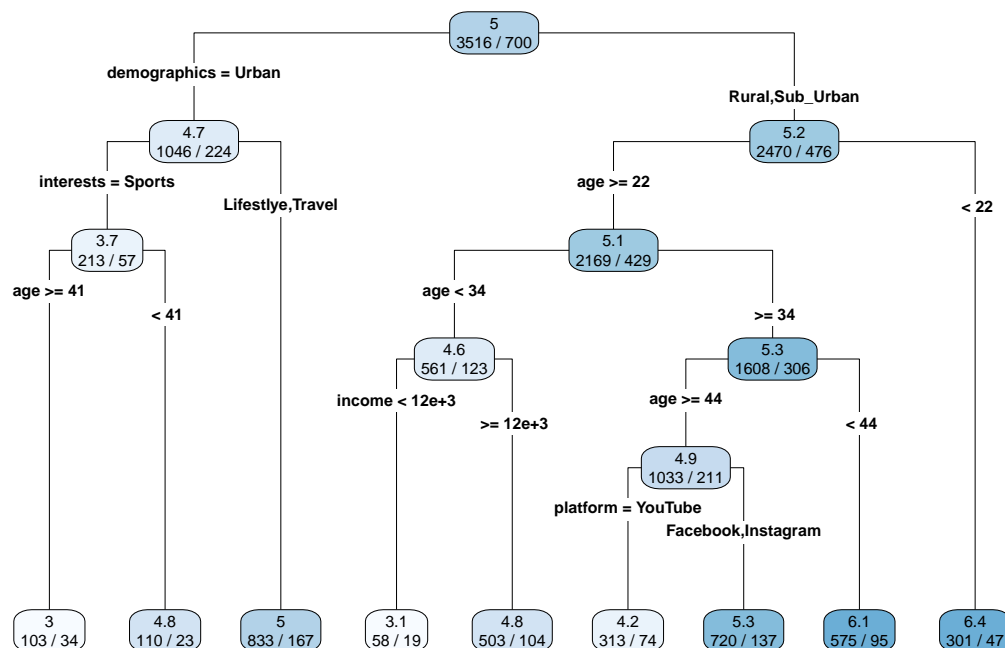 5
3516 / 700
demographics = Urban
Rural,Sub_Urban
4.7
1046 / 224
5.2
2470 / 476
interests = Sports
Lifestlye,Travel
age >= 22
< 22
3.7
213 / 57
5.1
2169 / 429
age >= 41
< 41
age < 34
>= 34
4.6
561 / 123
5.3
1608 / 306
income < 12e+3
>= 12e+3
age >= 44
< 44
4.9
1033 / 211
platform = YouTube
Facebook,Instagram
3
103 / 34
4.8
110 / 23
5
833 / 167
3.1
58 / 19
4.8
503 / 104
4.2
313 / 74
5.3
720 / 137
6.1
575 / 95
6.4
301 / 47